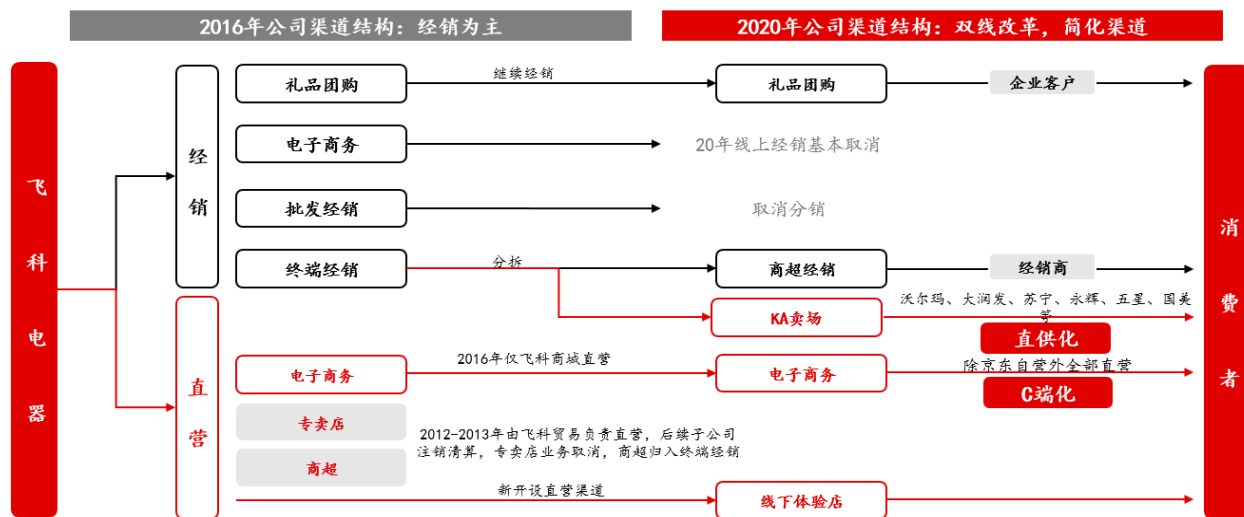 2016年公司渠道结构：经销为主
2020年公司渠道结构：双线改革，简化渠道
飞科电器
经销
直营
礼品团购
继续经销
礼品团购
企业客户
电子商务
20年线上经销基本取消
批发经销
取消分销
终端经销
分拆
商超经销
经销商
KA卖场
沃尔玛、大润发、苏宁、永辉、五星、国美
等
直供化
电子商务
2016年仅飞科商城直营
电子商务
除京东自营外全部直营
C端化
专卖店
商超
2012-2013年由飞科贸易负责直营，后续子公司
注销清算，专卖店业务取消，商超归入终端经销
新开设直营渠道
线下体验店
消费者